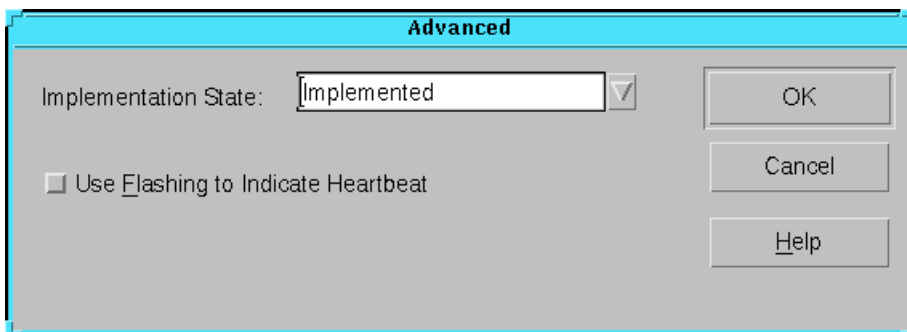 Advanced
Implementation State: Implemented
OK
Cancel
Use Flashing to Indicate Heartbeat
Help